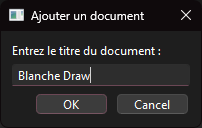 Ajouter un document
Entrez le titre du document :
Blanche Draw
OK
Cancel